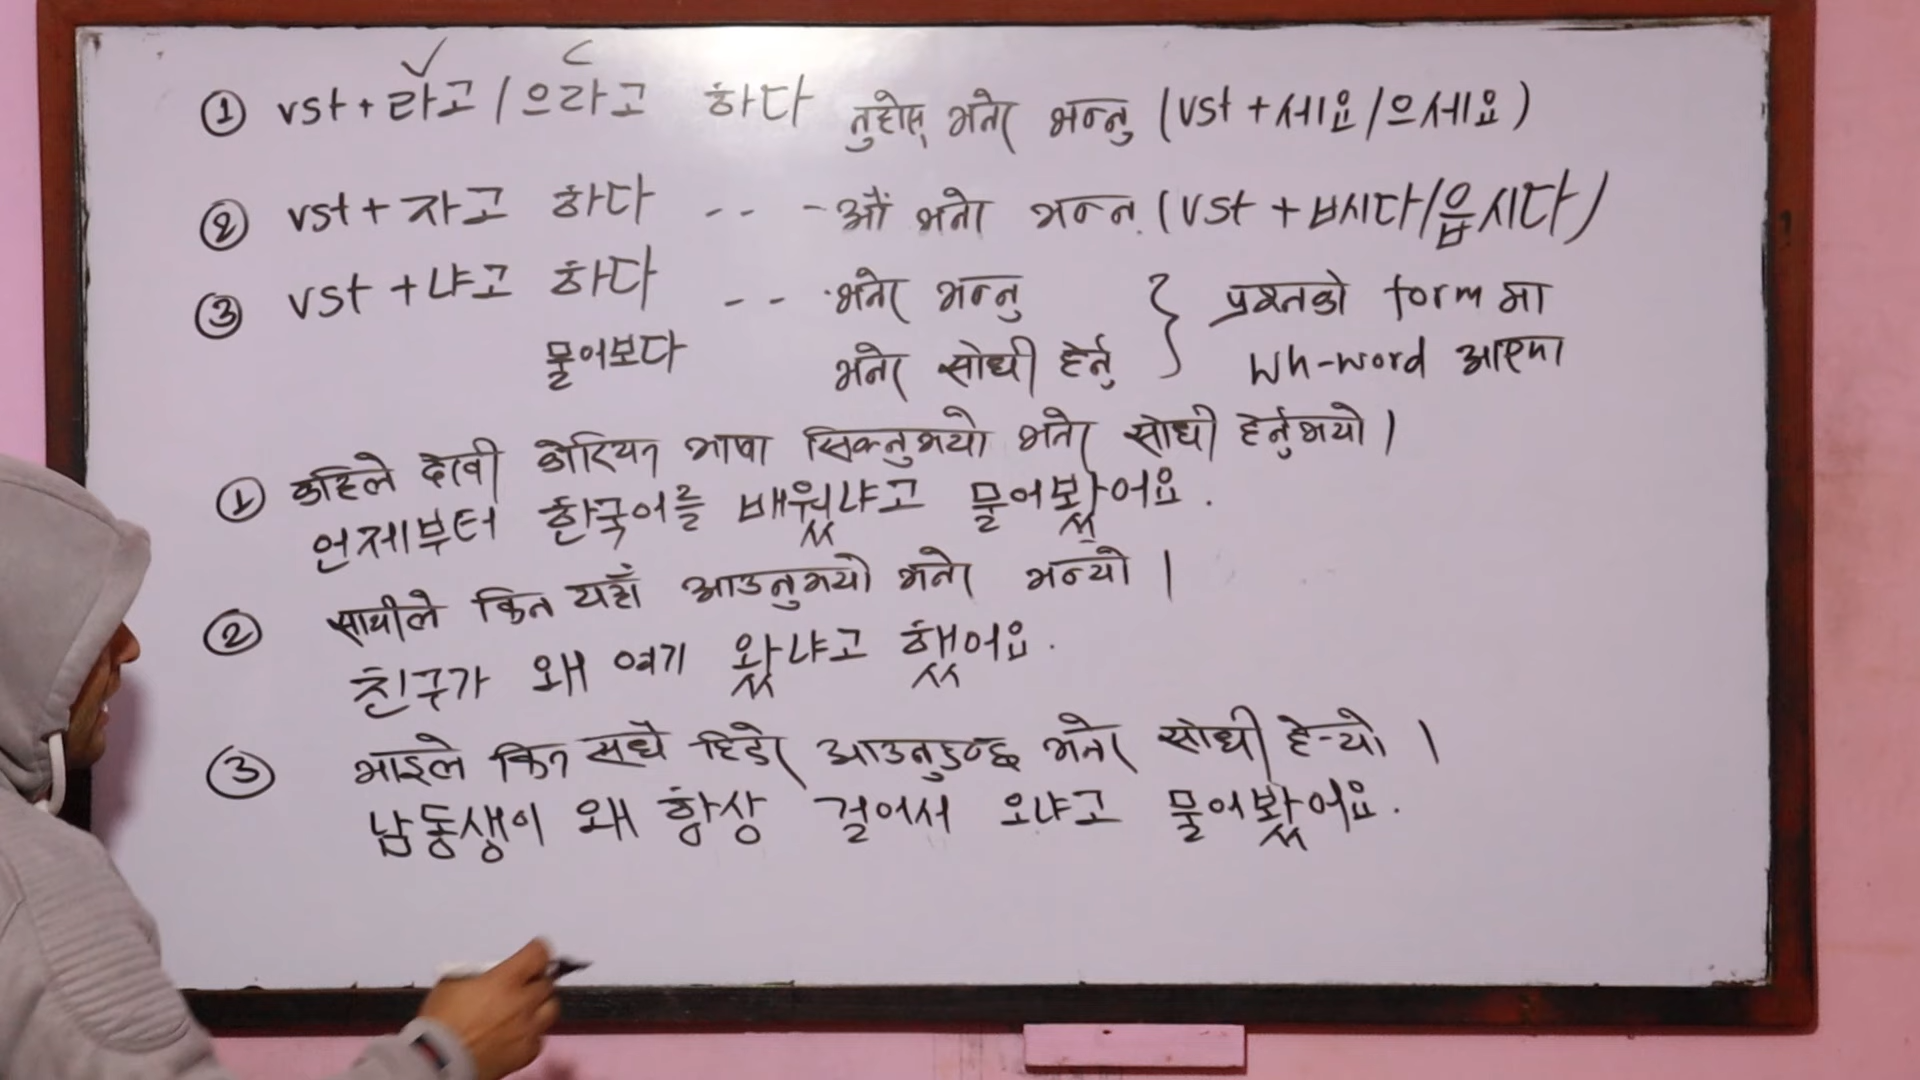 ① vst + 라고 / 으라고 하다 नुहोस् भनेर भन्नु (vst + 세요/으세요)
② vst + 자고 하다 -- - औं भनेर भन्नु (vst + ㅂ시다/읍시다)
③ vst + 냐고 하다 -- भनेर भन्नु } प्रश्नको form मा
물어보다 भनेर सोधी हेर्नु wh-word आएमा
① कहिले देखी कोरियन भाषा सिक्नुभयो भनेर सोधी हेर्नुभयो।
언제부터 한국어를 배웠냐고 물어봤어요.
② साथीले किन यहाँ आउनुभयो भनेर भन्यो।
친구가 왜 여기 왔냐고 했어요.
③ भाइले किन सधै हिडेर आउनुहुन्छ भनेर सोधी हेर्‍यो।
남동생이 왜 항상 걸어서 오냐고 물어봤어요.